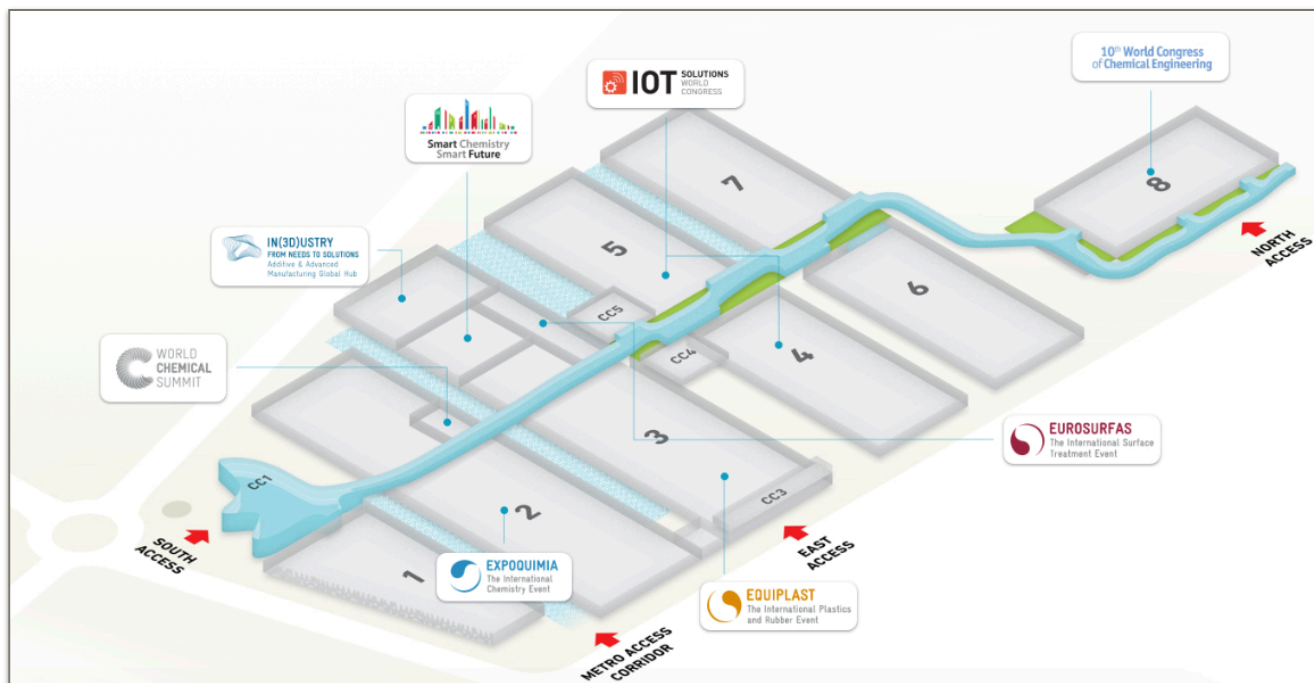 10th World Congress
of Chemical Engineering
IOT SOLUTIONS
WORLD
CONGRESS
Smart Chemistry
Smart Future
7
8
NORTH
ACCESS
IN(3D)USTRY
FROM NEEDS TO SOLUTIONS
Additive & Advanced
Manufacturing Global Hub
5
6
CC5
CC4
4
WORLD
CHEMICAL
SUMMIT
3
EUROSURFAS
The International Surface
Treatment Event
CC1
CC3
2
SOUTH
ACCESS
EAST
ACCESS
1
EXPOQUIMIA
The International
Chemistry Event
EQUIPLAST
The International Plastics
and Rubber Event
METRO ACCESS
CORRIDOR